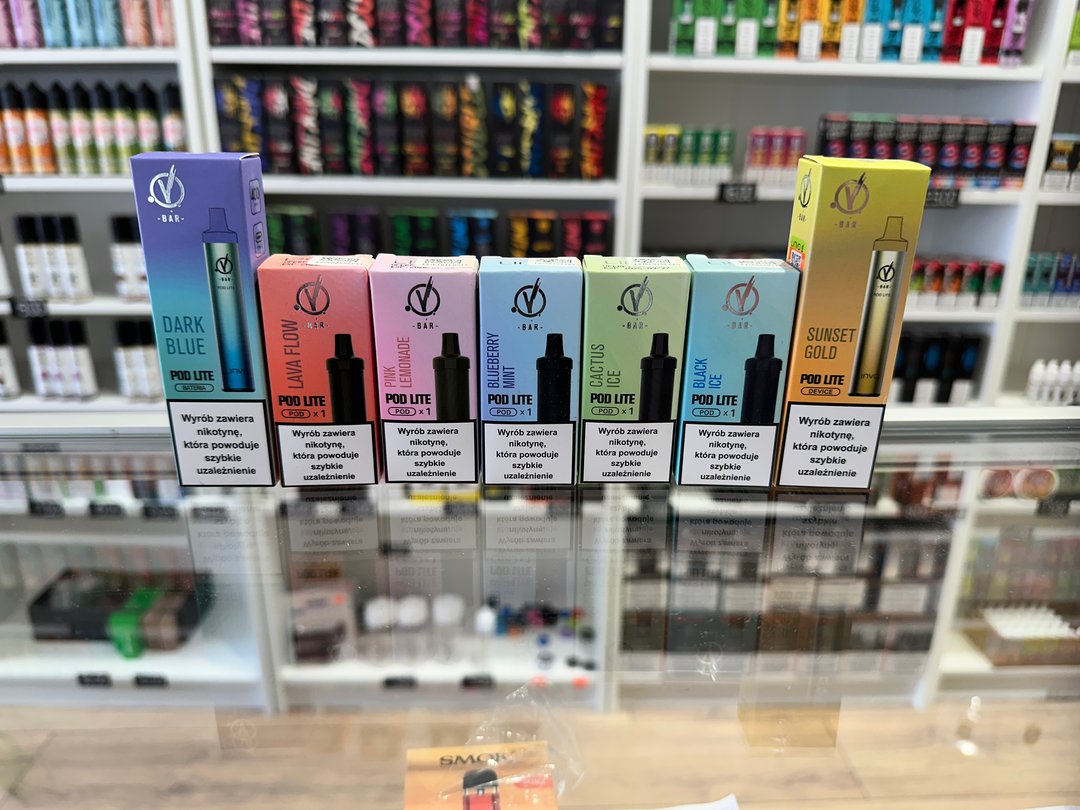 V
- BAR -
DARK
BLUE
POD LITE
BATERIA
Wyrób zawiera
nikotynę,
która powoduje
szybkie
uzależnienie
V
- BAR -
LAVA FLOW
POD LITE
POD x 1
Wyrób zawiera
nikotynę,
która powoduje
szybkie
uzależnienie
V
- BAR -
PINK
LEMONADE
POD LITE
POD x 1
Wyrób zawiera
nikotynę,
która powoduje
szybkie
uzależnienie
V
- BAR -
BLUEBERRY
MINT
POD LITE
POD x 1
Wyrób zawiera
nikotynę,
która powoduje
szybkie
uzależnienie
V
- BAR -
CACTUS
ICE
POD LITE
POD x 1
Wyrób zawiera
nikotynę,
która powoduje
szybkie
uzależnienie
V
- BAR -
BLACK
ICE
POD LITE
POD x 1
Wyrób zawiera
nikotynę,
która powoduje
szybkie
uzależnienie
V
- BAR -
SUNSET
GOLD
POD LITE
DEVICE
Wyrób zawiera
nikotynę,
która powoduje
szybkie
uzależnienie
SMOK